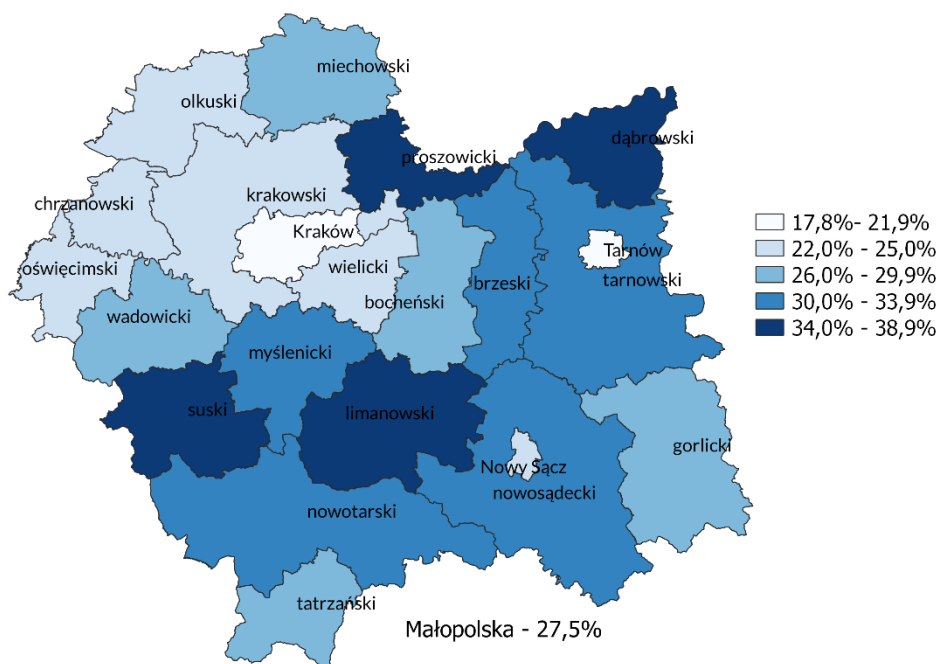 miechowski
olkuski
dąbrowski
proszowicki
krakowski
chrzanowski
Kraków
Tarnów
wielicki
oświęcimski
tarnowski
brzeski
bocheński
wadowicki
myślenicki
suski
limanowski
gorlicki
Nowy Sącz
nowosądecki
nowotarski
tatrzański
17,8%- 21,9%
22,0% - 25,0%
26,0% - 29,9%
30,0% - 33,9%
34,0% - 38,9%
Małopolska - 27,5%